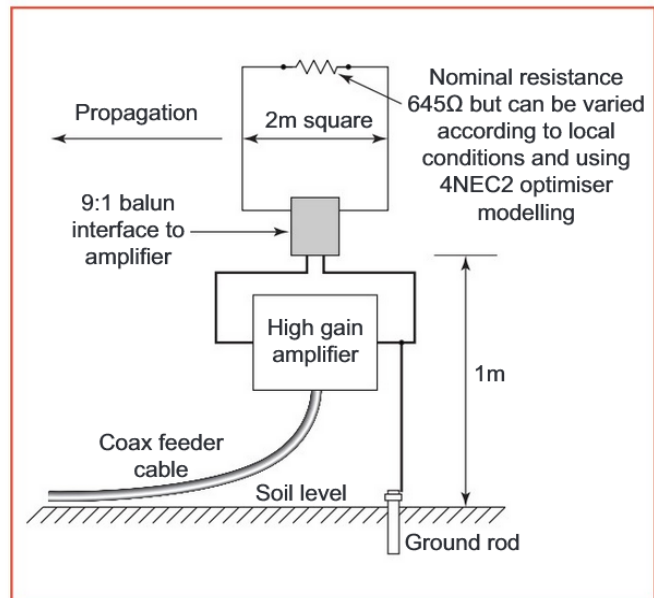 Propagation
2m square
Nominal resistance
645Ω but can be varied
according to local
conditions and using
4NEC2 optimiser
modelling
9:1 balun
interface to
amplifier
High gain
amplifier
1m
Coax feeder
cable
Soil level
Ground rod